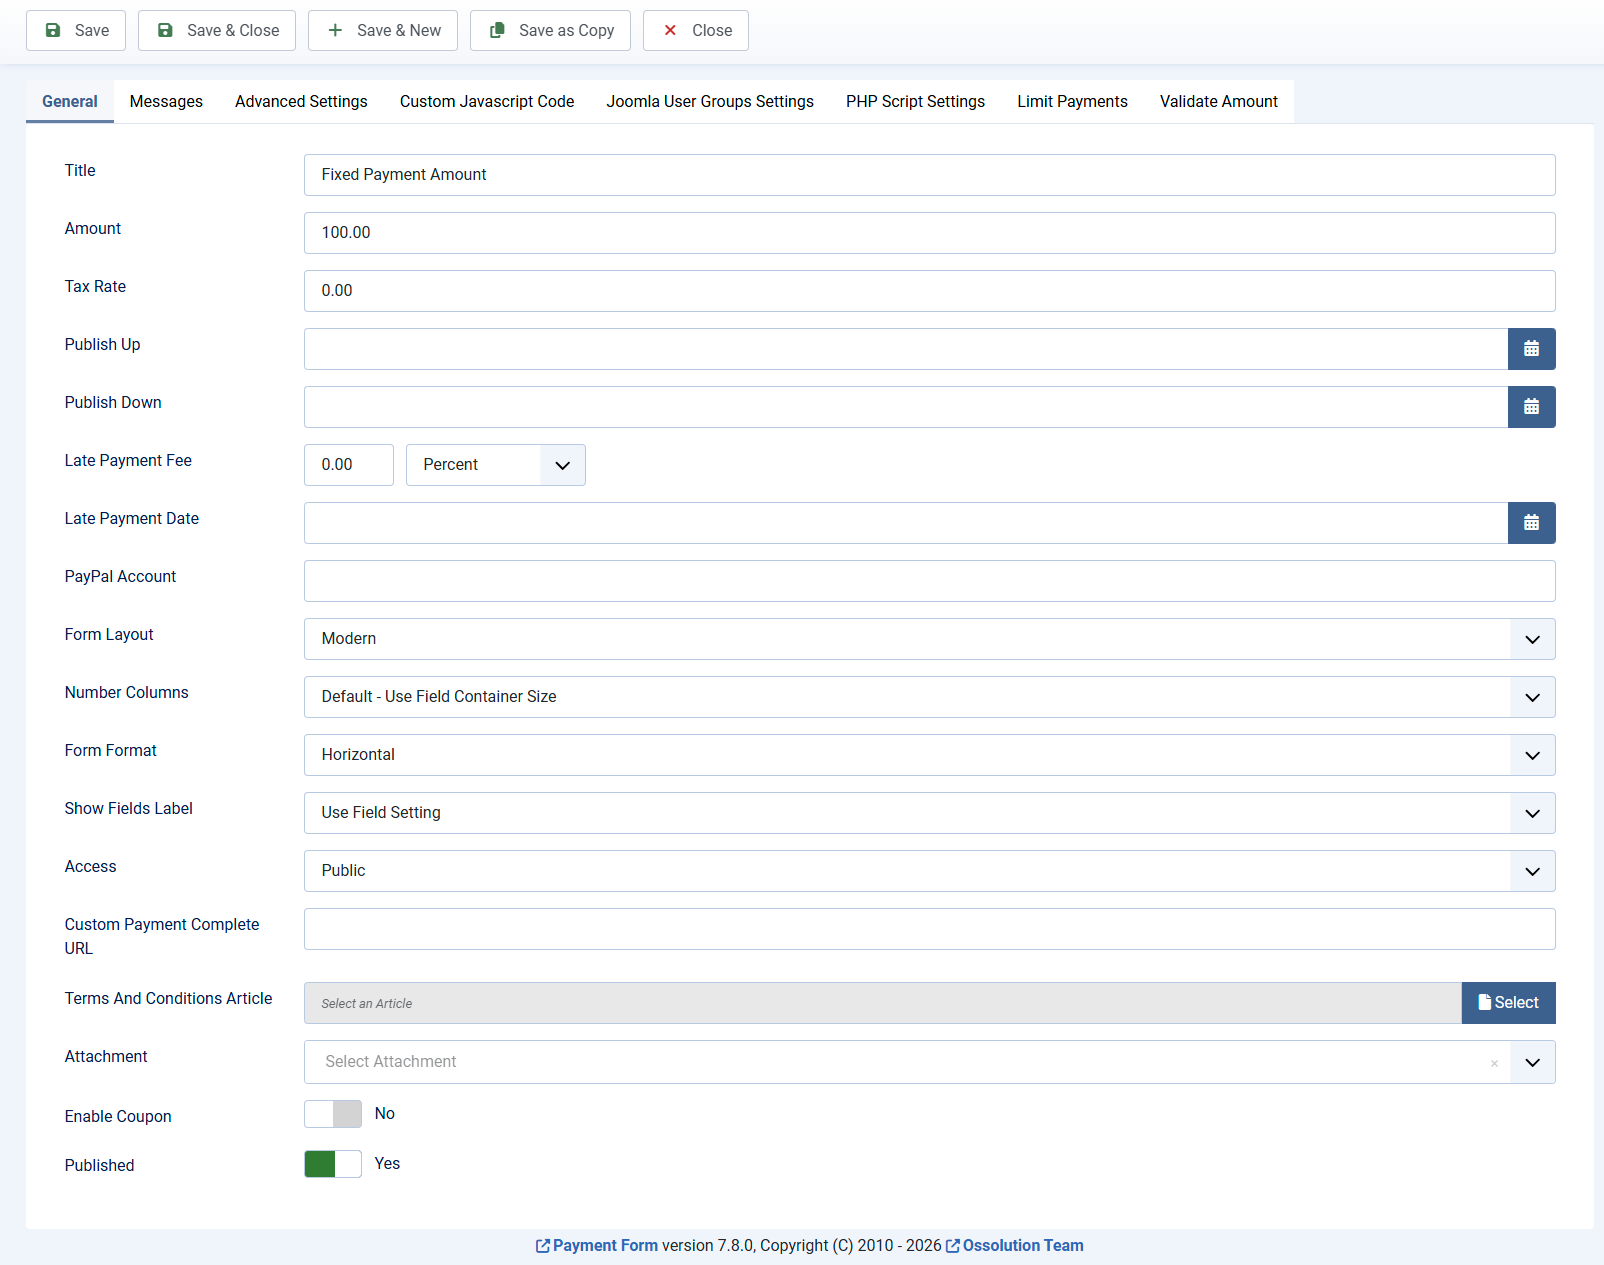 Save
Save & Close
Save & New
Save as Copy
Close
General
Messages
Advanced Settings
Custom Javascript Code
Joomla User Groups Settings
PHP Script Settings
Limit Payments
Validate Amount
Title
Fixed Payment Amount
Amount
100.00
Tax Rate
0.00
Publish Up
Publish Down
Late Payment Fee
0.00
Percent
Late Payment Date
PayPal Account
Form Layout
Modern
Number Columns
Default - Use Field Container Size
Form Format
Horizontal
Show Fields Label
Use Field Setting
Access
Public
Custom Payment Complete
URL
Terms And Conditions Article
Select an Article
Select
Attachment
Select Attachment
Enable Coupon
No
Published
Yes
Payment Form version 7.8.0, Copyright (C) 2010 - 2026 Ossolution Team